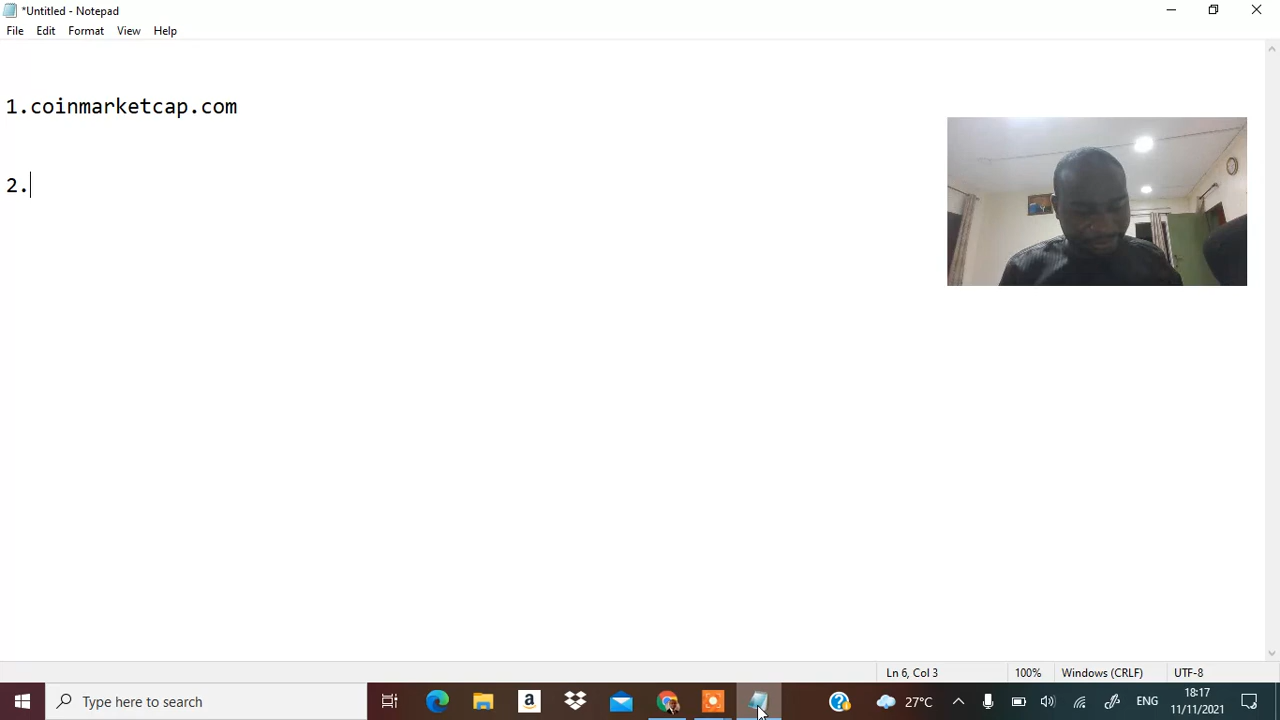 *Untitled - Notepad
File Edit Format View Help
1.coinmarketcap.com
2.
Ln 6, Col 3 100% Windows (CRLF) UTF-8
Type here to search
a
27°C
ENG
18:17
11/11/2021